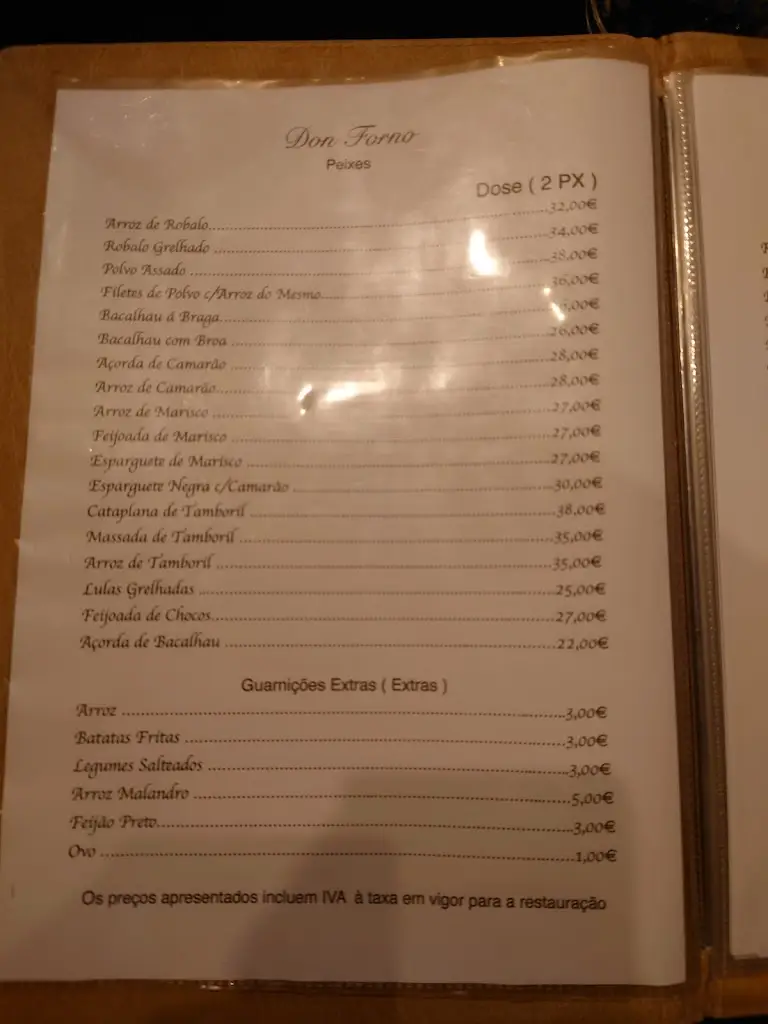 Don Forno
Peixes
Dose ( 2 PX )
Arroz de Robalo 32,00€
Robalo Grelhado 34,00€
Polvo Assado 38,00€
Filetes de Polvo c/Arroz do Mesmo 36,00€
Bacalhau á Braga
Bacalhau com Broa 26,00€
Açorda de Camarão 28,00€
Arroz de Camarão 28,00€
Arroz de Marisco 27,00€
Feijoada de Marisco 27,00€
Esparguete de Marisco 27,00€
Esparguete Negra c/Camarão 30,00€
Cataplana de Tamboril 38,00€
Massada de Tamboril 35,00€
Arroz de Tamboril 35,00€
Lulas Grelhadas 25,00€
Feijoada de Chocos 27,00€
Açorda de Bacalhau 22,00€
Guarnições Extras ( Extras )
Arroz 3,00€
Batatas Fritas 3,00€
Legumes Salteados 3,00€
Arroz Malandro 5,00€
Feijão Preto 3,00€
Ovo 1,00€
Os preços apresentados incluem IVA à taxa em vigor para a restauração